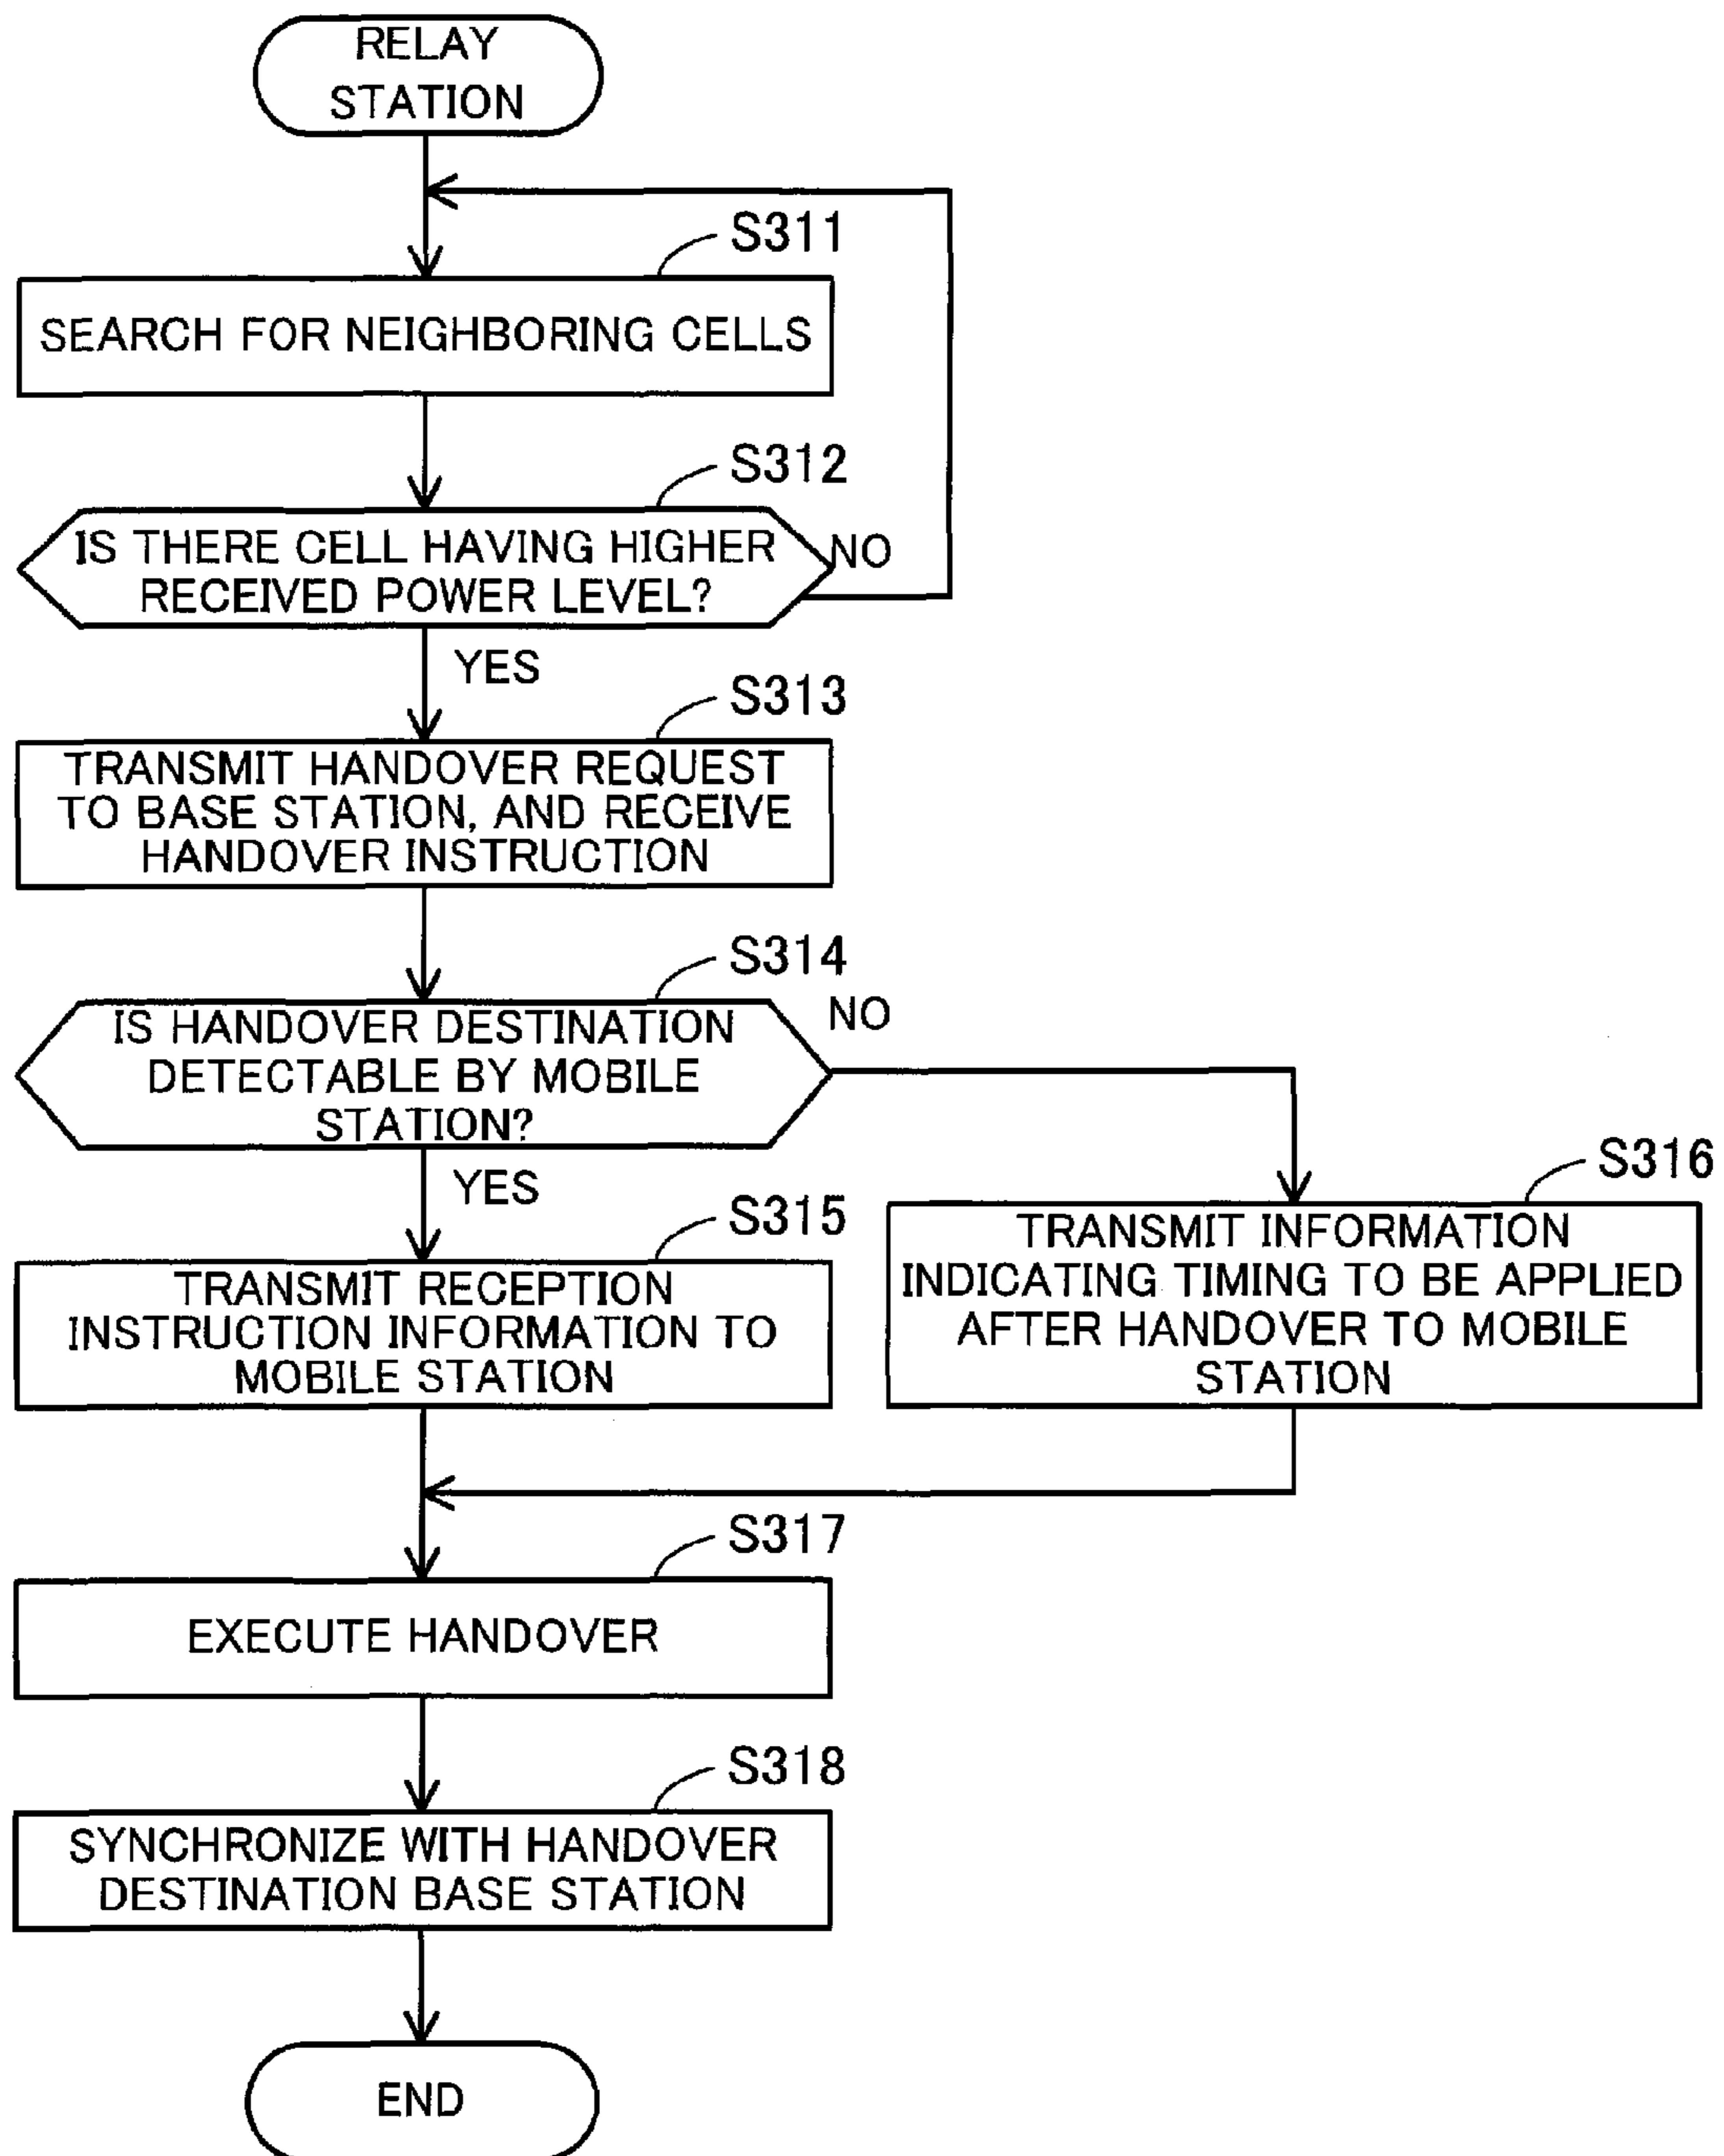 RELAY
STATION
S311
SEARCH FOR NEIGHBORING CELLS
S312
IS THERE CELL HAVING HIGHER
RECEIVED POWER LEVEL?
NO
YES
S313
TRANSMIT HANDOVER REQUEST
TO BASE STATION, AND RECEIVE
HANDOVER INSTRUCTION
S314
IS HANDOVER DESTINATION
DETECTABLE BY MOBILE
STATION?
NO
YES
S315
TRANSMIT RECEPTION
INSTRUCTION INFORMATION TO
MOBILE STATION
S316
TRANSMIT INFORMATION
INDICATING TIMING TO BE APPLIED
AFTER HANDOVER TO MOBILE
STATION
S317
EXECUTE HANDOVER
S318
SYNCHRONIZE WITH HANDOVER
DESTINATION BASE STATION
END